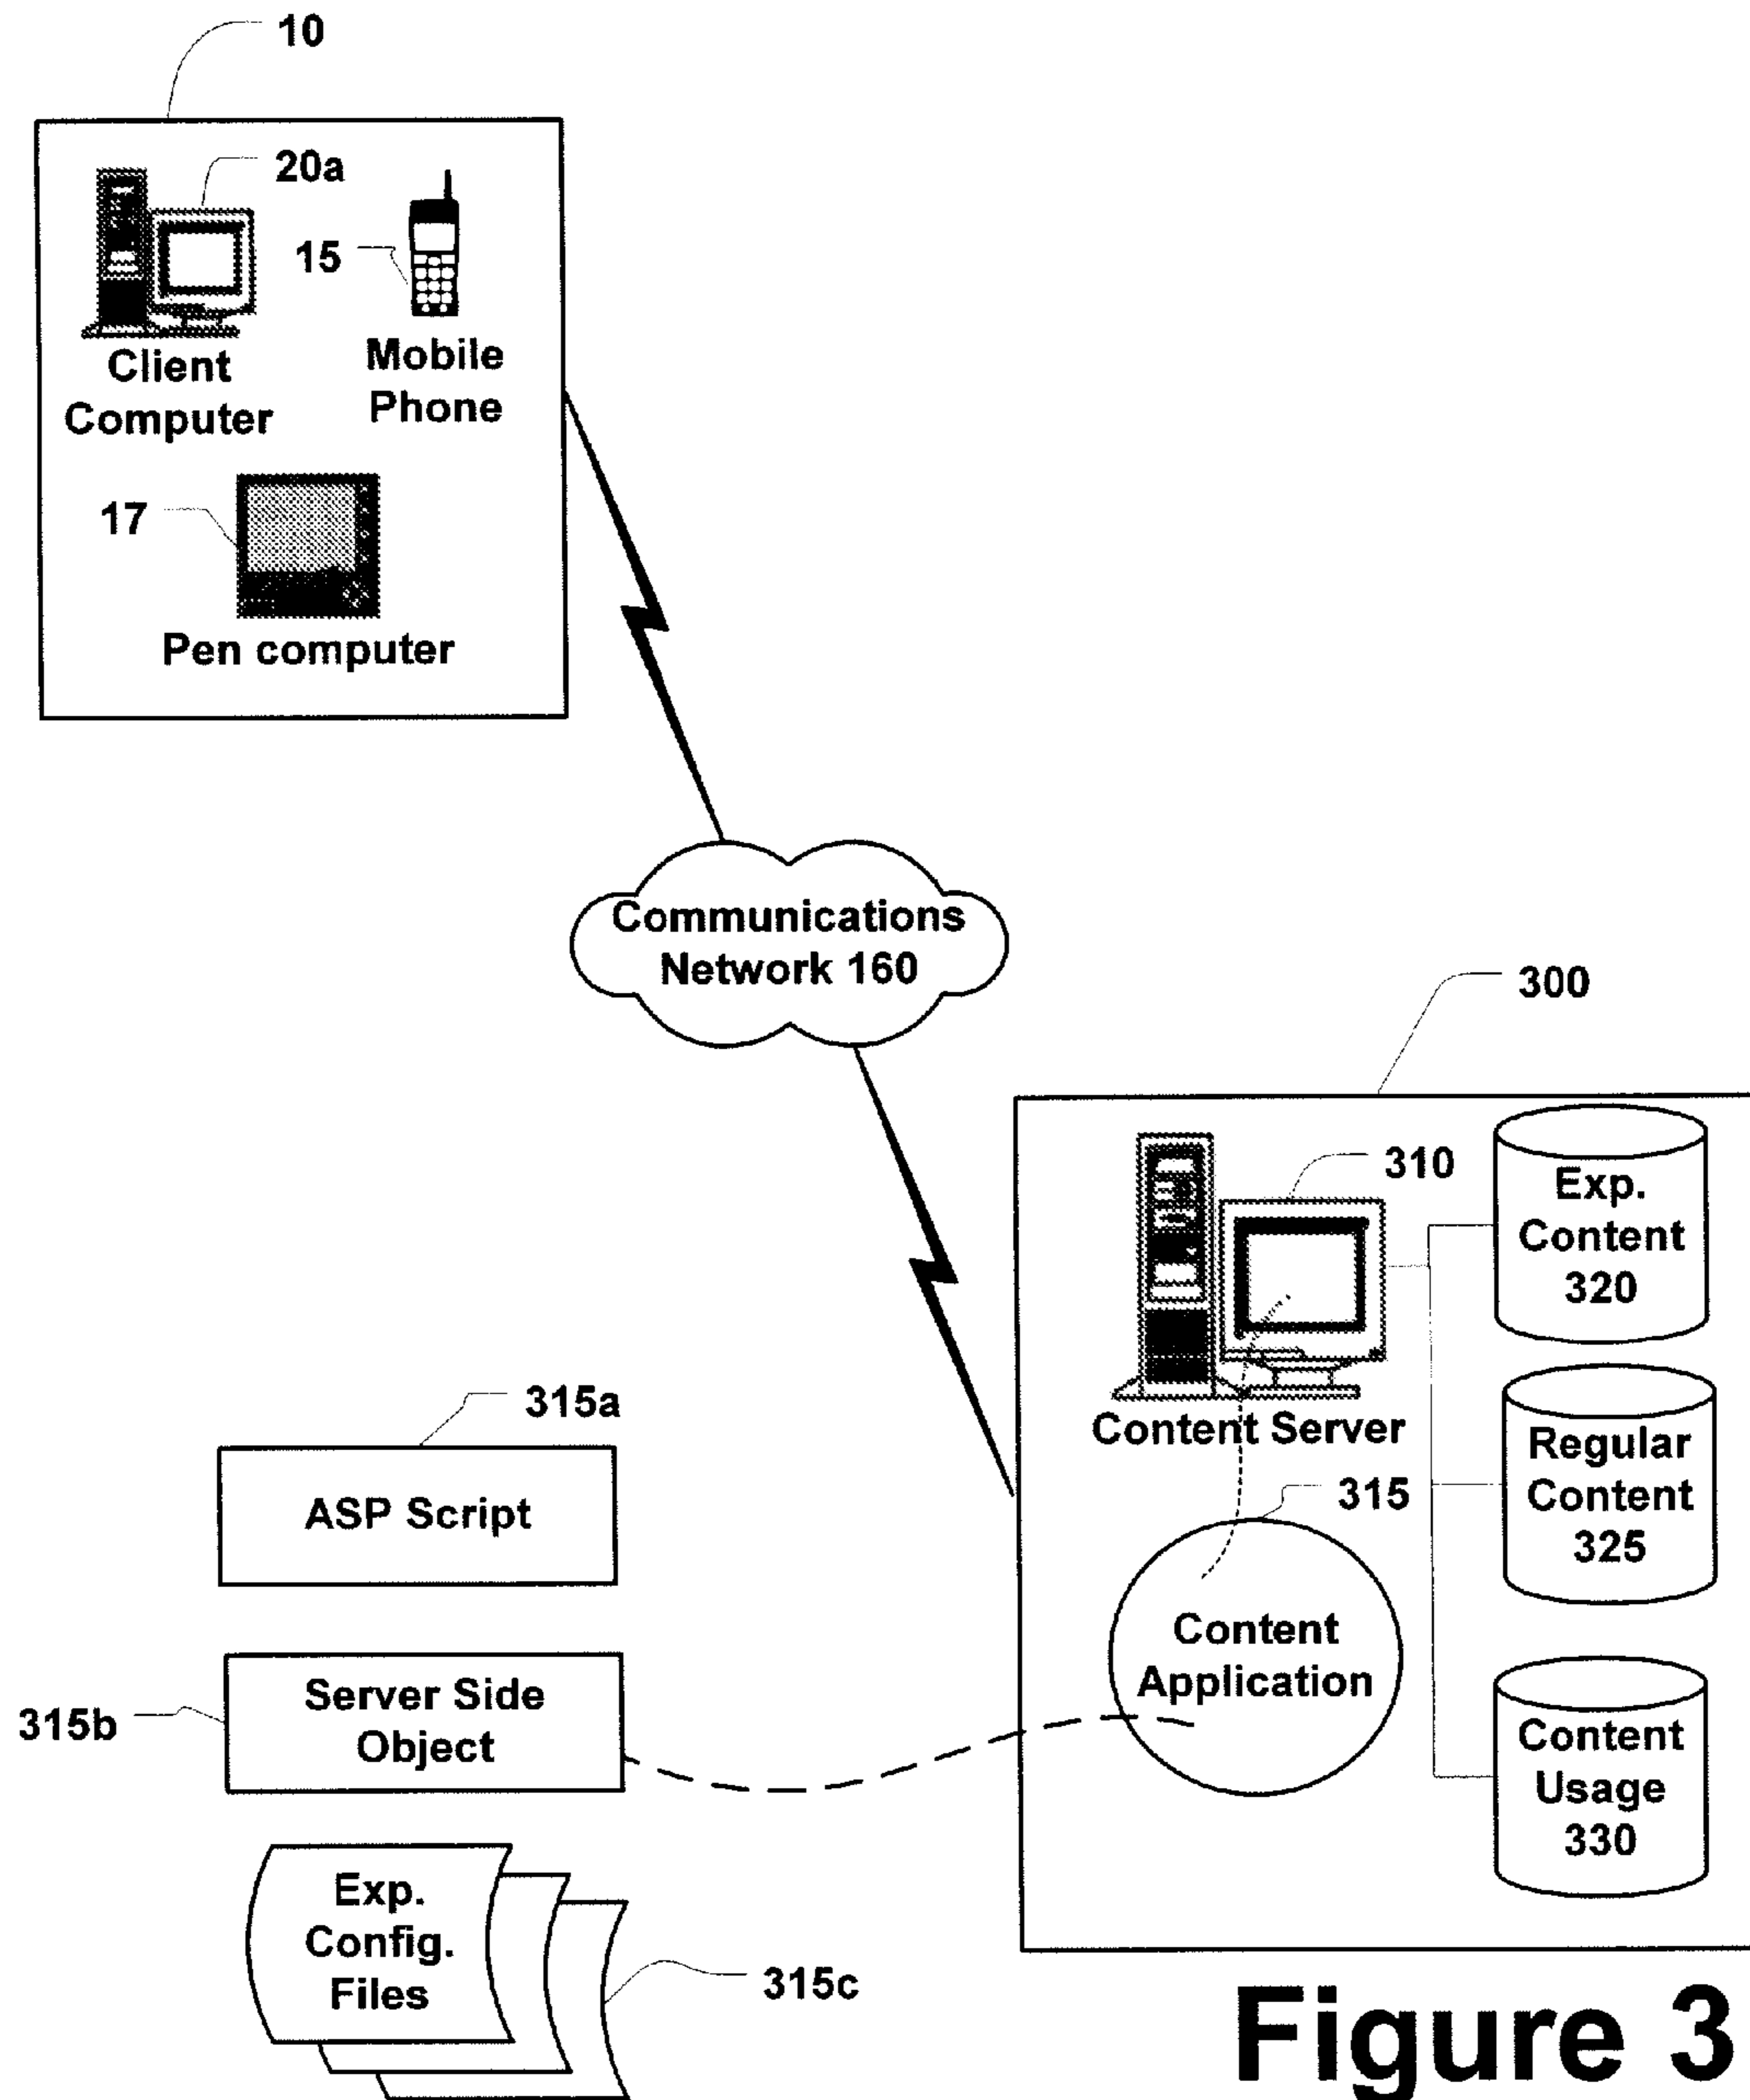 10
20a
15
Client
Computer
Mobile
Phone
17
Pen computer
Communications
Network 160
300
310
Exp.
Content
320
Content Server
315a
ASP Script
315
Regular
Content
325
Content
Application
315b
Server Side
Object
Content
Usage
330
Exp.
Config.
Files
315c
Figure 3